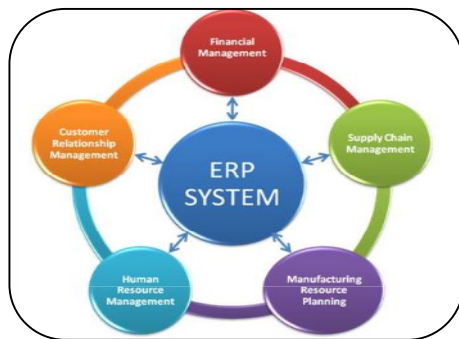 Financial
Management
Customer
Relationship
Management
Supply Chain
Management
ERP
SYSTEM
Human
Resource
Management
Manufacturing
Resource
Planning